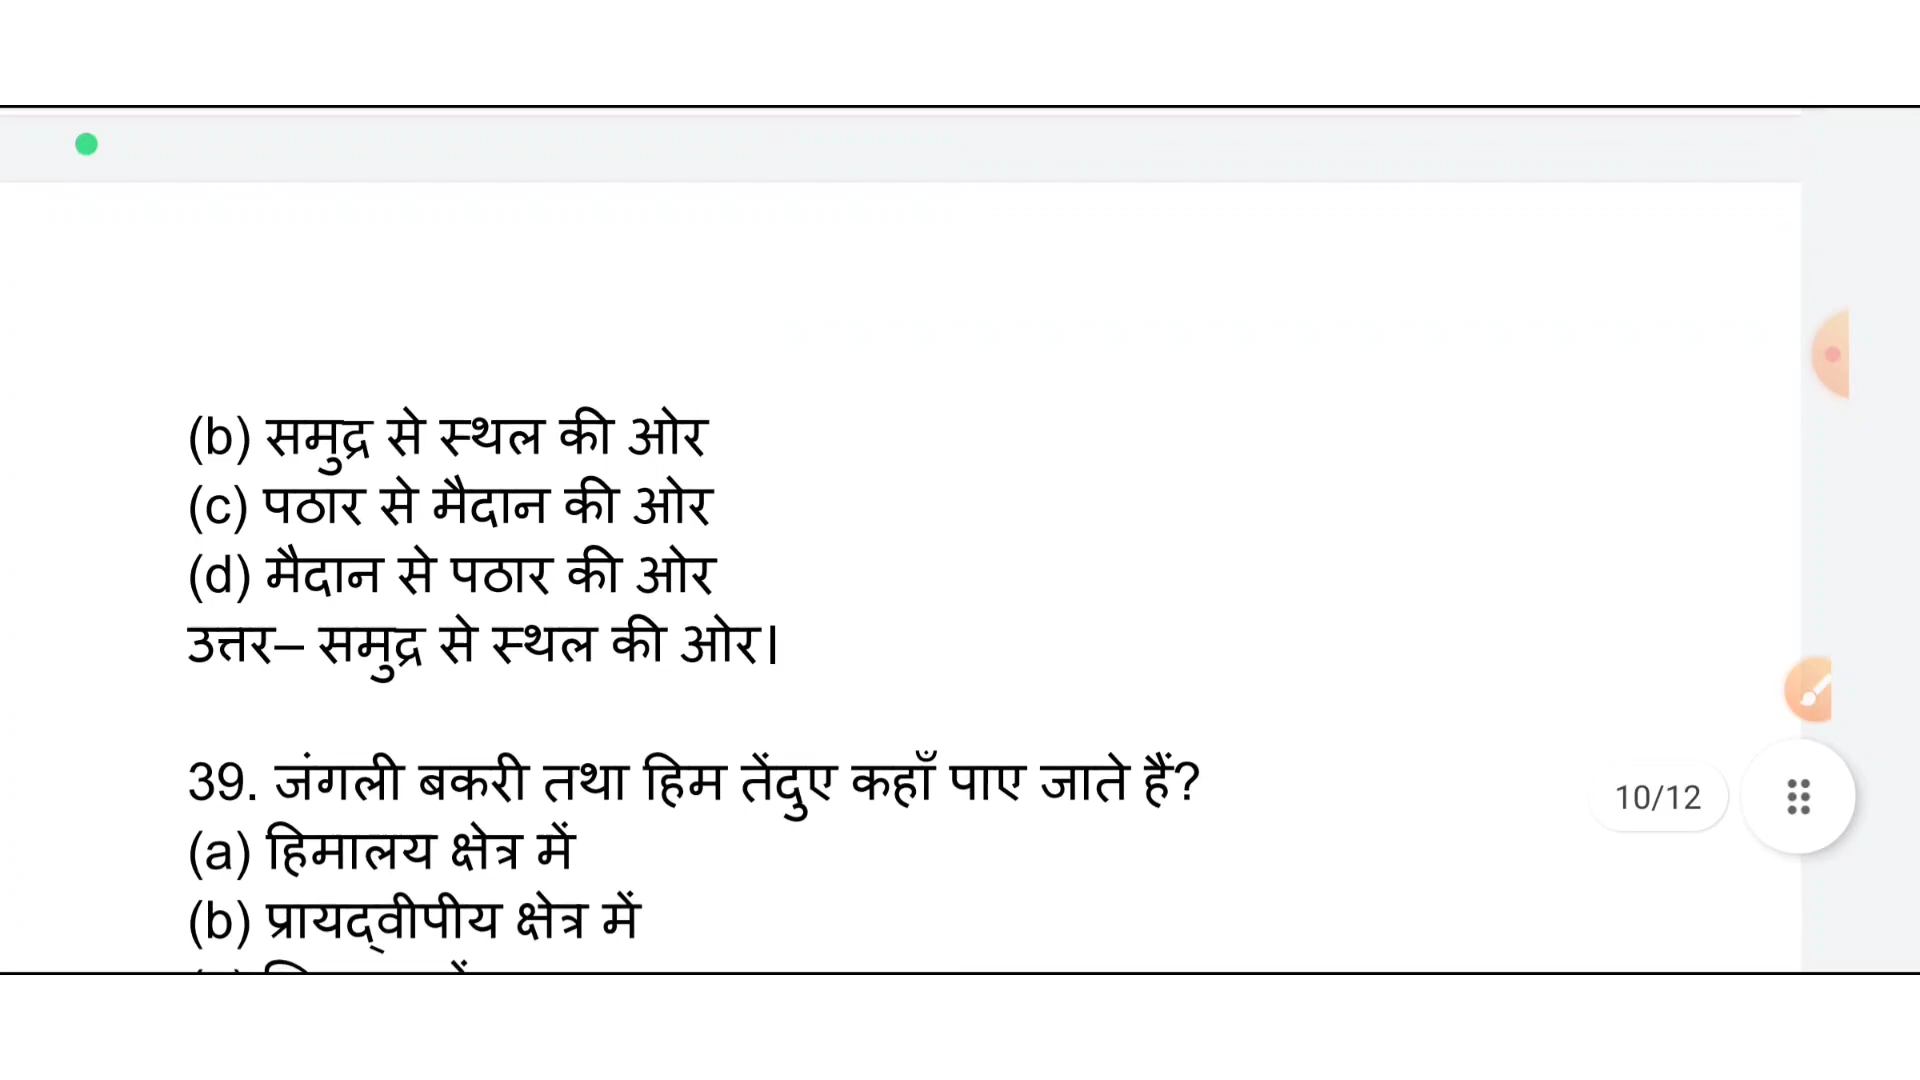 (b) समुद्र से स्थल की ओर
(c) पठार से मैदान की ओर
(d) मैदान से पठार की ओर
उत्तर– समुद्र से स्थल की ओर।
39. जंगली बकरी तथा हिम तेंदुए कहाँ पाए जाते हैं?
10/12
(a) हिमालय क्षेत्र में
(b) प्रायद्वीपीय क्षेत्र में